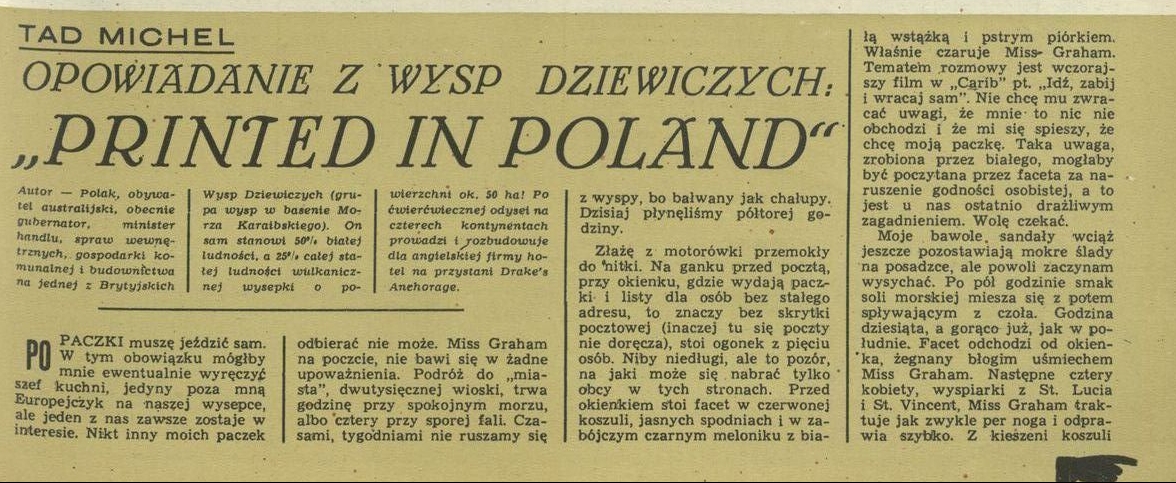 TAD MICHEL
OPOWIADANIE Z WYSP DZIEWICZYCH:
„PRINTED IN POLAND“
Autor — Polak, obywa-
tel australijski, obecnie
gubernator, minister
handlu, spraw wewnę-
trznych, gospodarki ko-
munalnej i budownictwa
na jednej z Brytyjskich
Wysp Dziewiczych (gru-
pa wysp w basenie Mo-
rza Karaibskiego). On
sam stanowi 50% białej
ludności, a 25% całej sta-
łej ludności wulkanicz-
nej wysepki o po-
wierzchni ok. 50 ha! Po
ćwierćwiecznej odysei na
czterech kontynentach
prowadzi i rozbudowuje
dla angielskiej firmy ho-
tel na przystani Drake's
Anchorage.
PO PACZKI muszę jeździć sam.
W tym obowiązku mógłby
mnie ewentualnie wyręczyć
szef kuchni, jedyny poza mną
Europejczyk na naszej wysepce,
ale jeden z nas zawsze zostaje w
interesie. Nikt inny moich paczek
odbierać nie może. Miss Graham
na poczcie, nie bawi się w żadne
upoważnienia. Podróż do „mia-
sta”, dwutysięcznej wioski, trwa
godzinę przy spokojnym morzu,
albo cztery przy sporej fali. Cza-
sami, tygodniami nie ruszamy się
z wyspy, bo bałwany jak chałupy.
Dzisiaj płynęliśmy półtorej go-
dziny.
Złażę z motorówki przemokły
do nitki. Na ganku przed pocztą,
przy okienku, gdzie wydają pacz-
ki i listy dla osób bez stałego
adresu, to znaczy bez skrytki
pocztowej (inaczej tu się poczty
nie doręcza), stoi ogonek z pięciu
osób. Niby niedługi, ale to pozór,
na jaki może się nabrać tylko
obcy w tych stronach. Przed
okienkiem stoi facet w czerwonej
koszuli, jasnych spodniach i w za-
bójczym czarnym meloniku z bia-
łą wstążką i pstrym piórkiem.
Właśnie czaruje Miss Graham.
Tematem rozmowy jest wczoraj-
szy film w „Carib” pt. „Idź, zabij
i wracaj sam”. Nie chcę mu zwra-
cać uwagi, że mnie to nic nie
obchodzi i że mi się spieszy, że
chcę moją paczkę. Taka uwaga,
zrobiona przez białego, mogłaby
być poczytana przez faceta za na-
ruszenie godności osobistej, a to
jest u nas ostatnio drażliwym
zagadnieniem. Wolę czekać.
Moje bawole sandały wciąż
jeszcze pozostawiają mokre ślady
na posadzce, ale powoli zaczynam
wysychać. Po pół godzinie smak
soli morskiej miesza się z potem
spływającym z czoła. Godzina
dziesiąta, a gorąco już, jak w po-
łudnie. Facet odchodzi od okien-
ka, żegnany błogim uśmiechem
Miss Graham. Następne cztery
kobiety, wyspiarki z St. Lucia
i St. Vincent, Miss Graham trak-
tuje jak zwykle per noga i odpra-
wia szybko. Z kieszeni koszuli